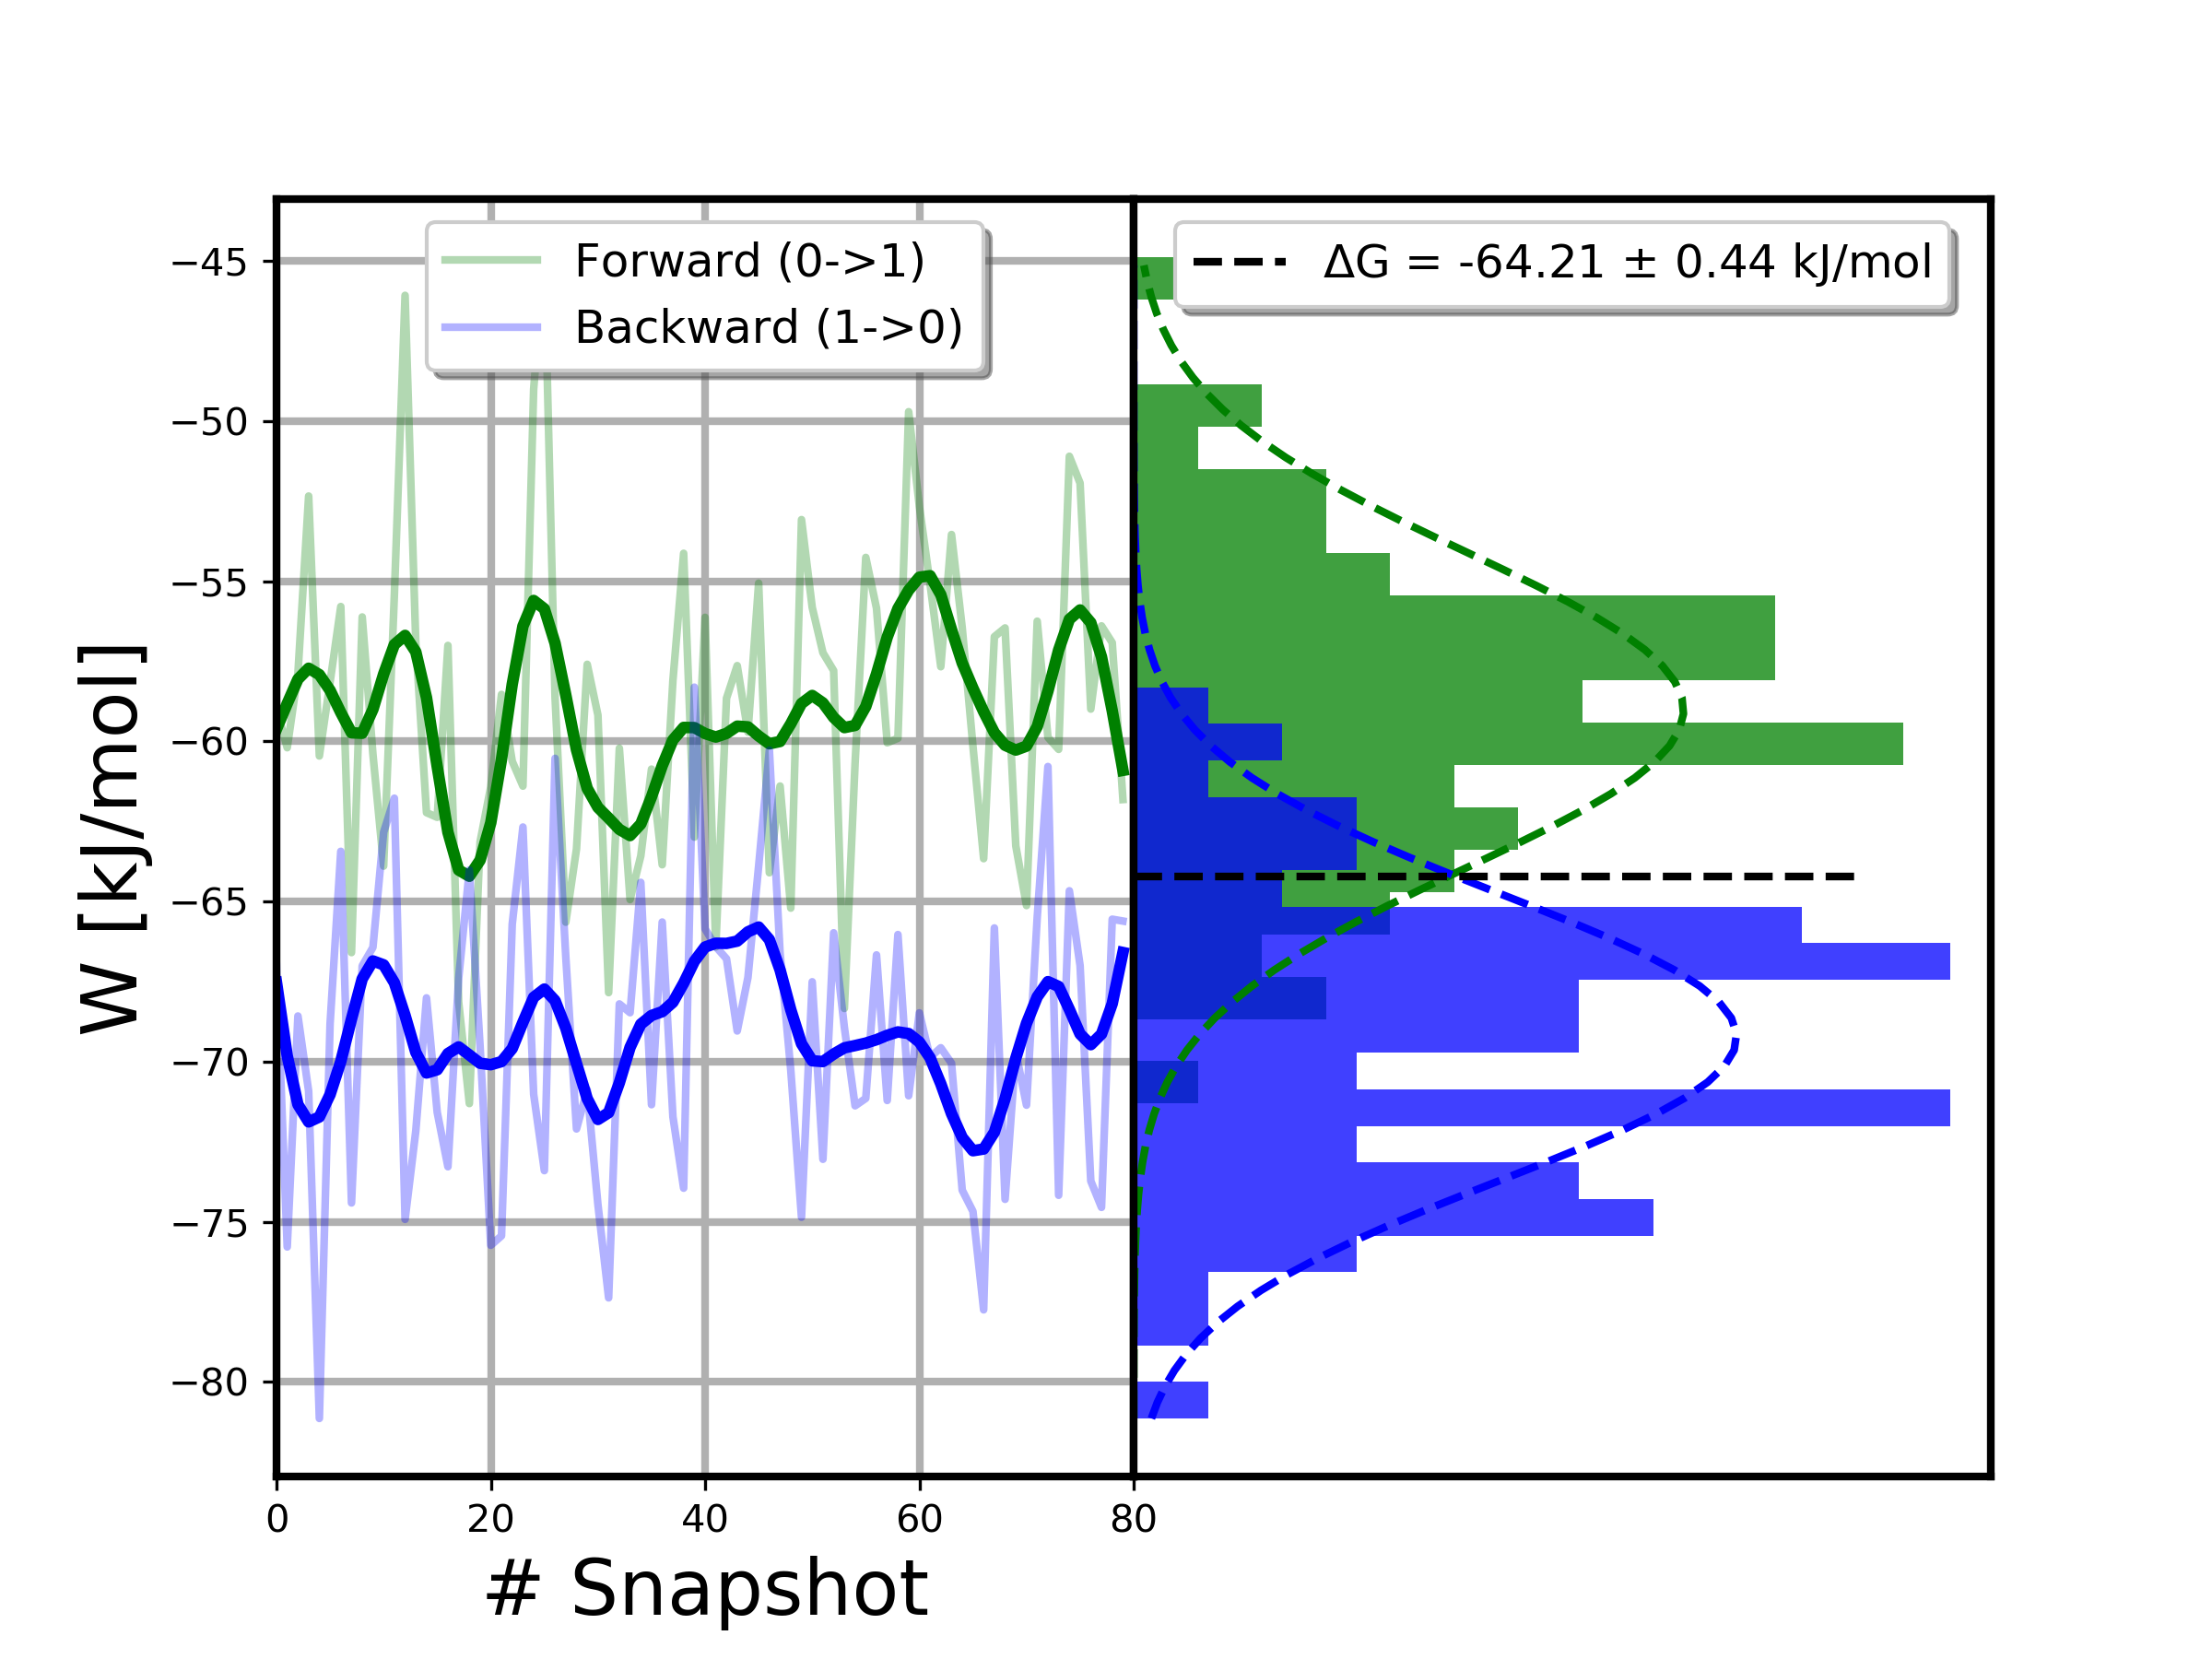 Forward (0->1)
Backward (1->0)
ΔG = -64.21 ± 0.44 kJ/mol
W [kJ/mol]
−45
−50
−55
−60
−65
−70
−75
−80
0 20 40 60 80
# Snapshot